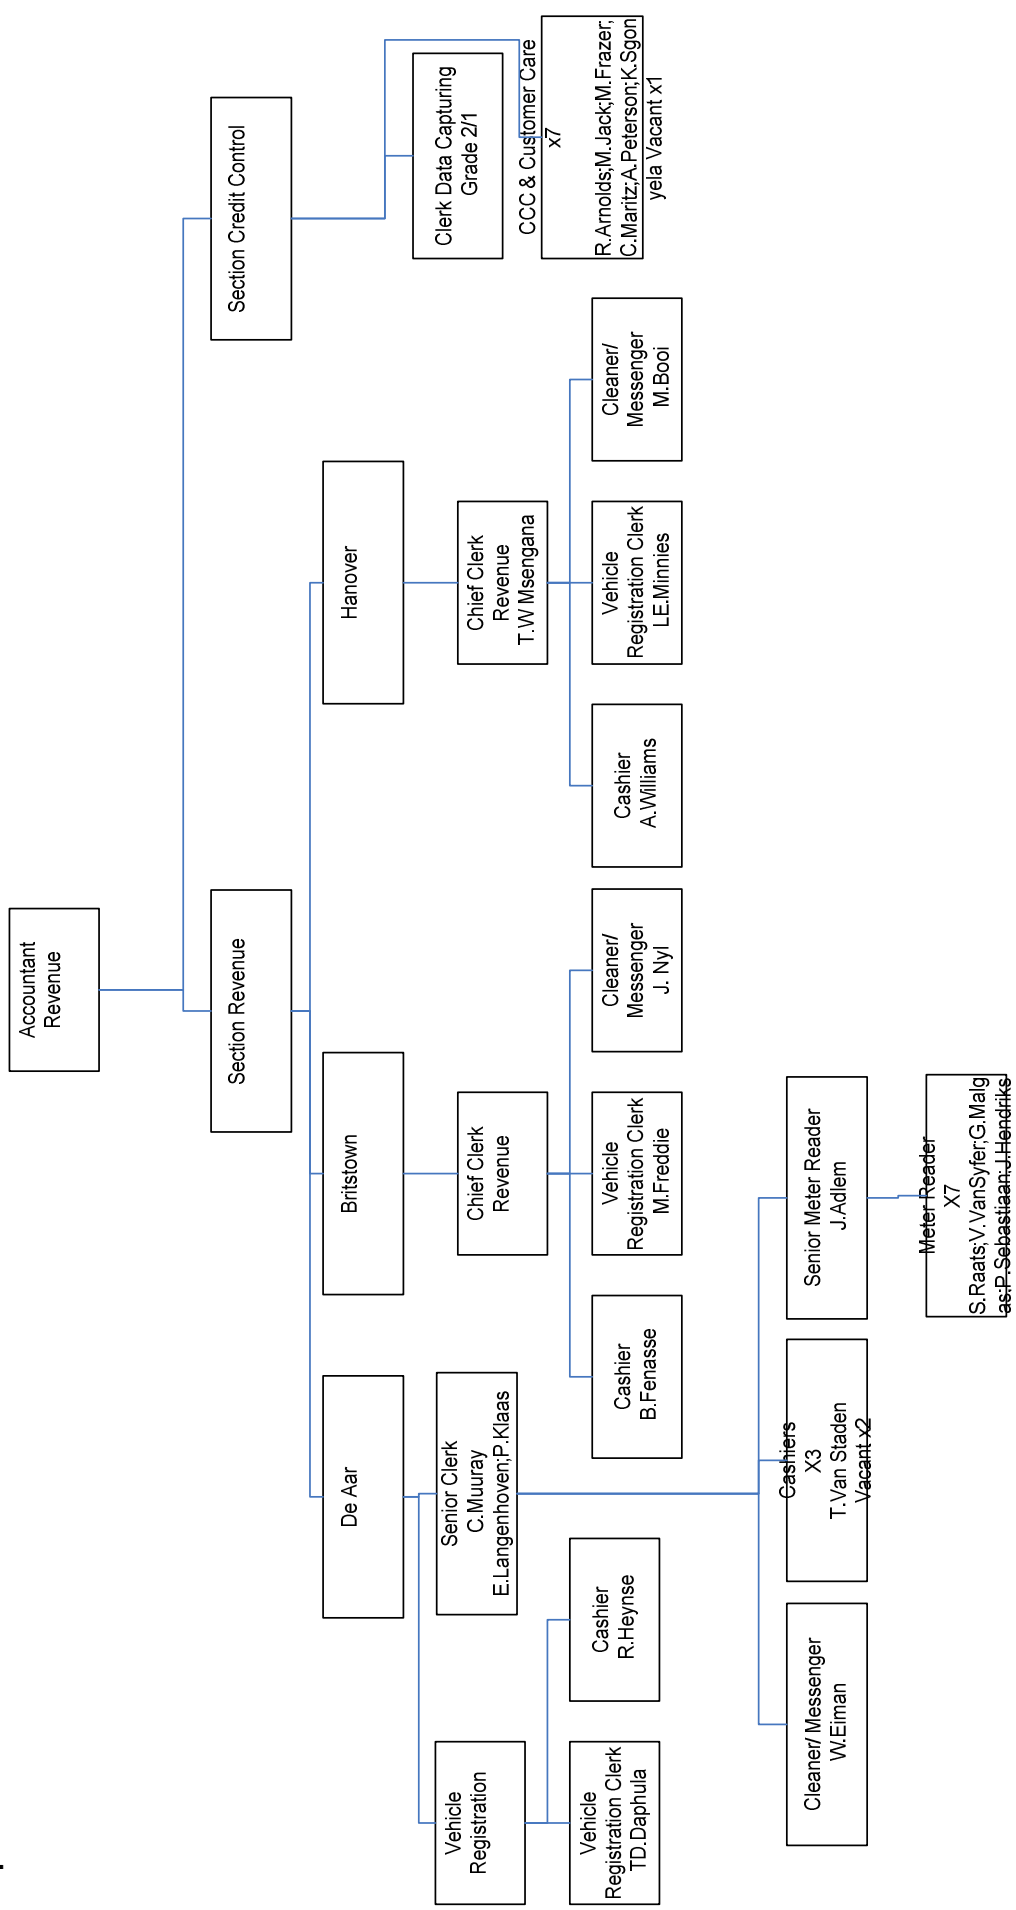 Accountant
Revenue
Section Revenue
Section Credit Control
De Aar
Britstown
Hanover
Clerk Data Capturing
Grade 2/1
CCC & Customer Care
x7
R.Arnolds;M.Jack;M.Frazer;
C.Maritz;A.Peterson;K.Sgon
yela Vacant x1
Vehicle
Registration
Senior Clerk
C.Muuray
E.Langenhoven;P.Klaas
Chief Clerk
Revenue
Chief Clerk
Revenue
T.W Msengana
Vehicle
Registration Clerk
TD.Daphula
Cashier
R.Heynse
Cashier
B.Fenasse
Vehicle
Registration Clerk
M.Freddie
Cleaner/
Messenger
J. Nyl
Cashier
A.Williams
Vehicle
Registration Clerk
LE.Minnies
Cleaner/
Messenger
M.Booi
Cleaner/ Messenger
W.Eiman
Cashiers
X3
T.Van Staden
Vacant x2
Senior Meter Reader
J.Adlem
Meter Reader
X7
S.Raats;V.VanSyfer;G.Malg
as;P.Sebastiaan;J.Hendriks